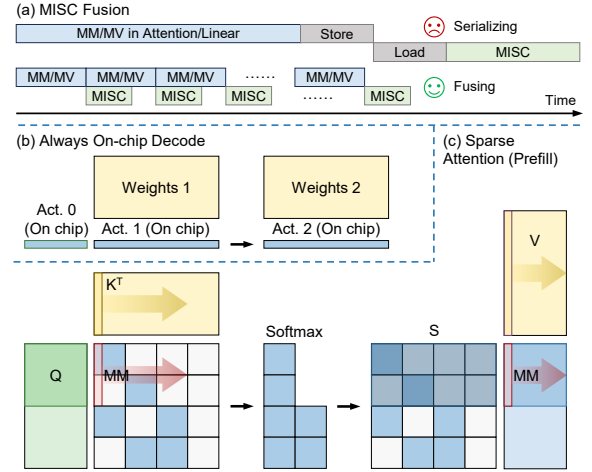 (a) MISC Fusion
MM/MV in Attention/Linear
Store
Serializing
Load
MISC
MM/MV
MM/MV
MM/MV
......
MM/MV
Fusing
MISC
MISC
MISC
......
MISC
Time
(b) Always On-chip Decode
(c) Sparse
Attention (Prefill)
Weights 1
Weights 2
Act. 0
(On chip)
Act. 1 (On chip)
Act. 2 (On chip)
V
K^T
Softmax
S
Q
MM
MM